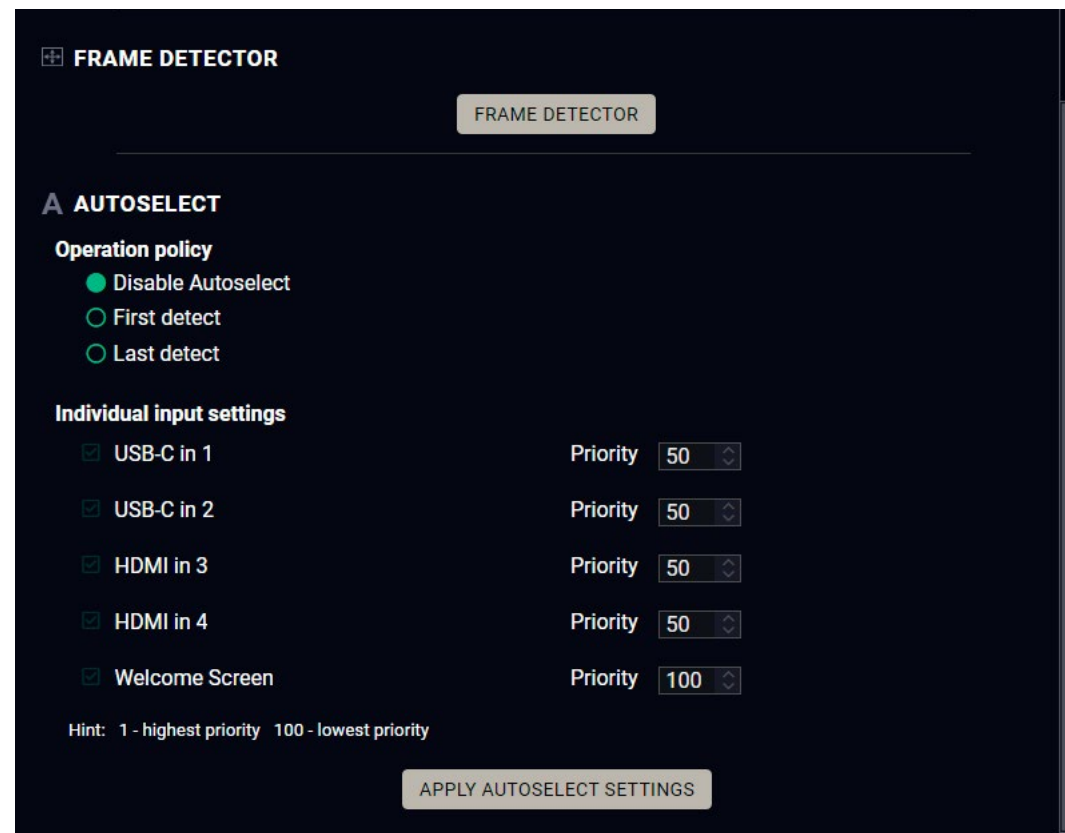 FRAME DETECTOR
FRAME DETECTOR
A AUTOSELECT
Operation policy
Disable Autoselect
First detect
Last detect
Individual input settings
USB-C in 1 Priority 50
USB-C in 2 Priority 50
HDMI in 3 Priority 50
HDMI in 4 Priority 50
Welcome Screen Priority 100
Hint: 1 - highest priority 100 - lowest priority
APPLY AUTOSELECT SETTINGS